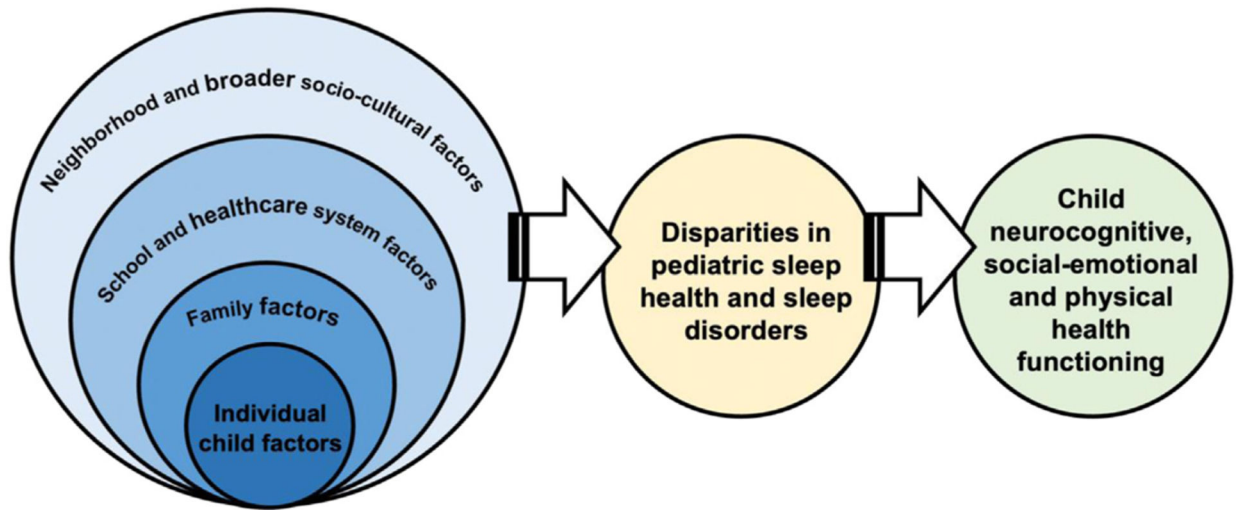 Neighborhood and broader socio-cultural factors
School and healthcare system factors
Family factors
Individual
child factors
Disparities in
pediatric sleep
health and sleep
disorders
Child
neurocognitive,
social-emotional
and physical
health
functioning